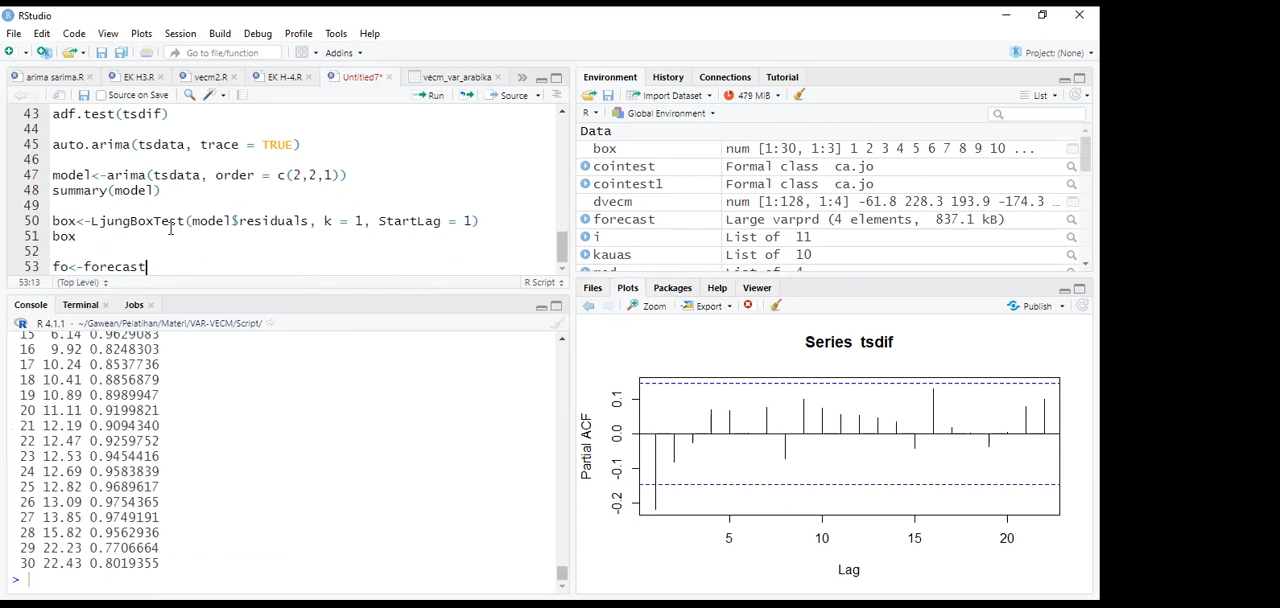 RStudio
File Edit Code View Plots Session Build Debug Profile Tools Help
Go to file/function Addins Project: (None)
arima sarima.R EK H3.R vecm2.R EK H-4.R Untitled7* vecm_var_arabika
Source on Save Run Source
43 adf.test(tsdif)
44
45 auto.arima(tsdata, trace = TRUE)
46
47 model<-arima(tsdata, order = c(2,2,1))
48 summary(model)
49
50 box<-LjungBoxTest(model$residuals, k = 1, StartLag = 1)
51 box
52
53 fo<-forecast
53:13 (Top Level) R Script
Console Terminal Jobs
R 4.1.1 · ~/Gawean/Pelatihan/Materi/VAR-VECM/Script/
15 6.14 0.9629083
16 9.92 0.8248303
17 10.24 0.8537736
18 10.41 0.8856879
19 10.89 0.8989947
20 11.11 0.9199821
21 12.19 0.9094340
22 12.47 0.9259752
23 12.53 0.9454416
24 12.69 0.9583839
25 12.82 0.9689617
26 13.09 0.9754365
27 13.85 0.9749191
28 15.82 0.9562936
29 22.23 0.7706664
30 22.43 0.8019355
>
Environment History Connections Tutorial
Import Dataset 479 MiB List
R Global Environment
Data
box num [1:30, 1:3] 1 2 3 4 5 6 7 8 9 10 ...
cointest Formal class ca.jo
cointest1 Formal class ca.jo
dvecm num [1:128, 1:4] -61.8 228.3 193.9 -174.3 ...
forecast Large varprd (4 elements, 837.1 kB)
i List of 11
kauas List of 10
Files Plots Packages Help Viewer
Zoom Export Publish
Series tsdif
Partial ACF
0.1
0.0
-0.1
-0.2
5 10 15 20
Lag